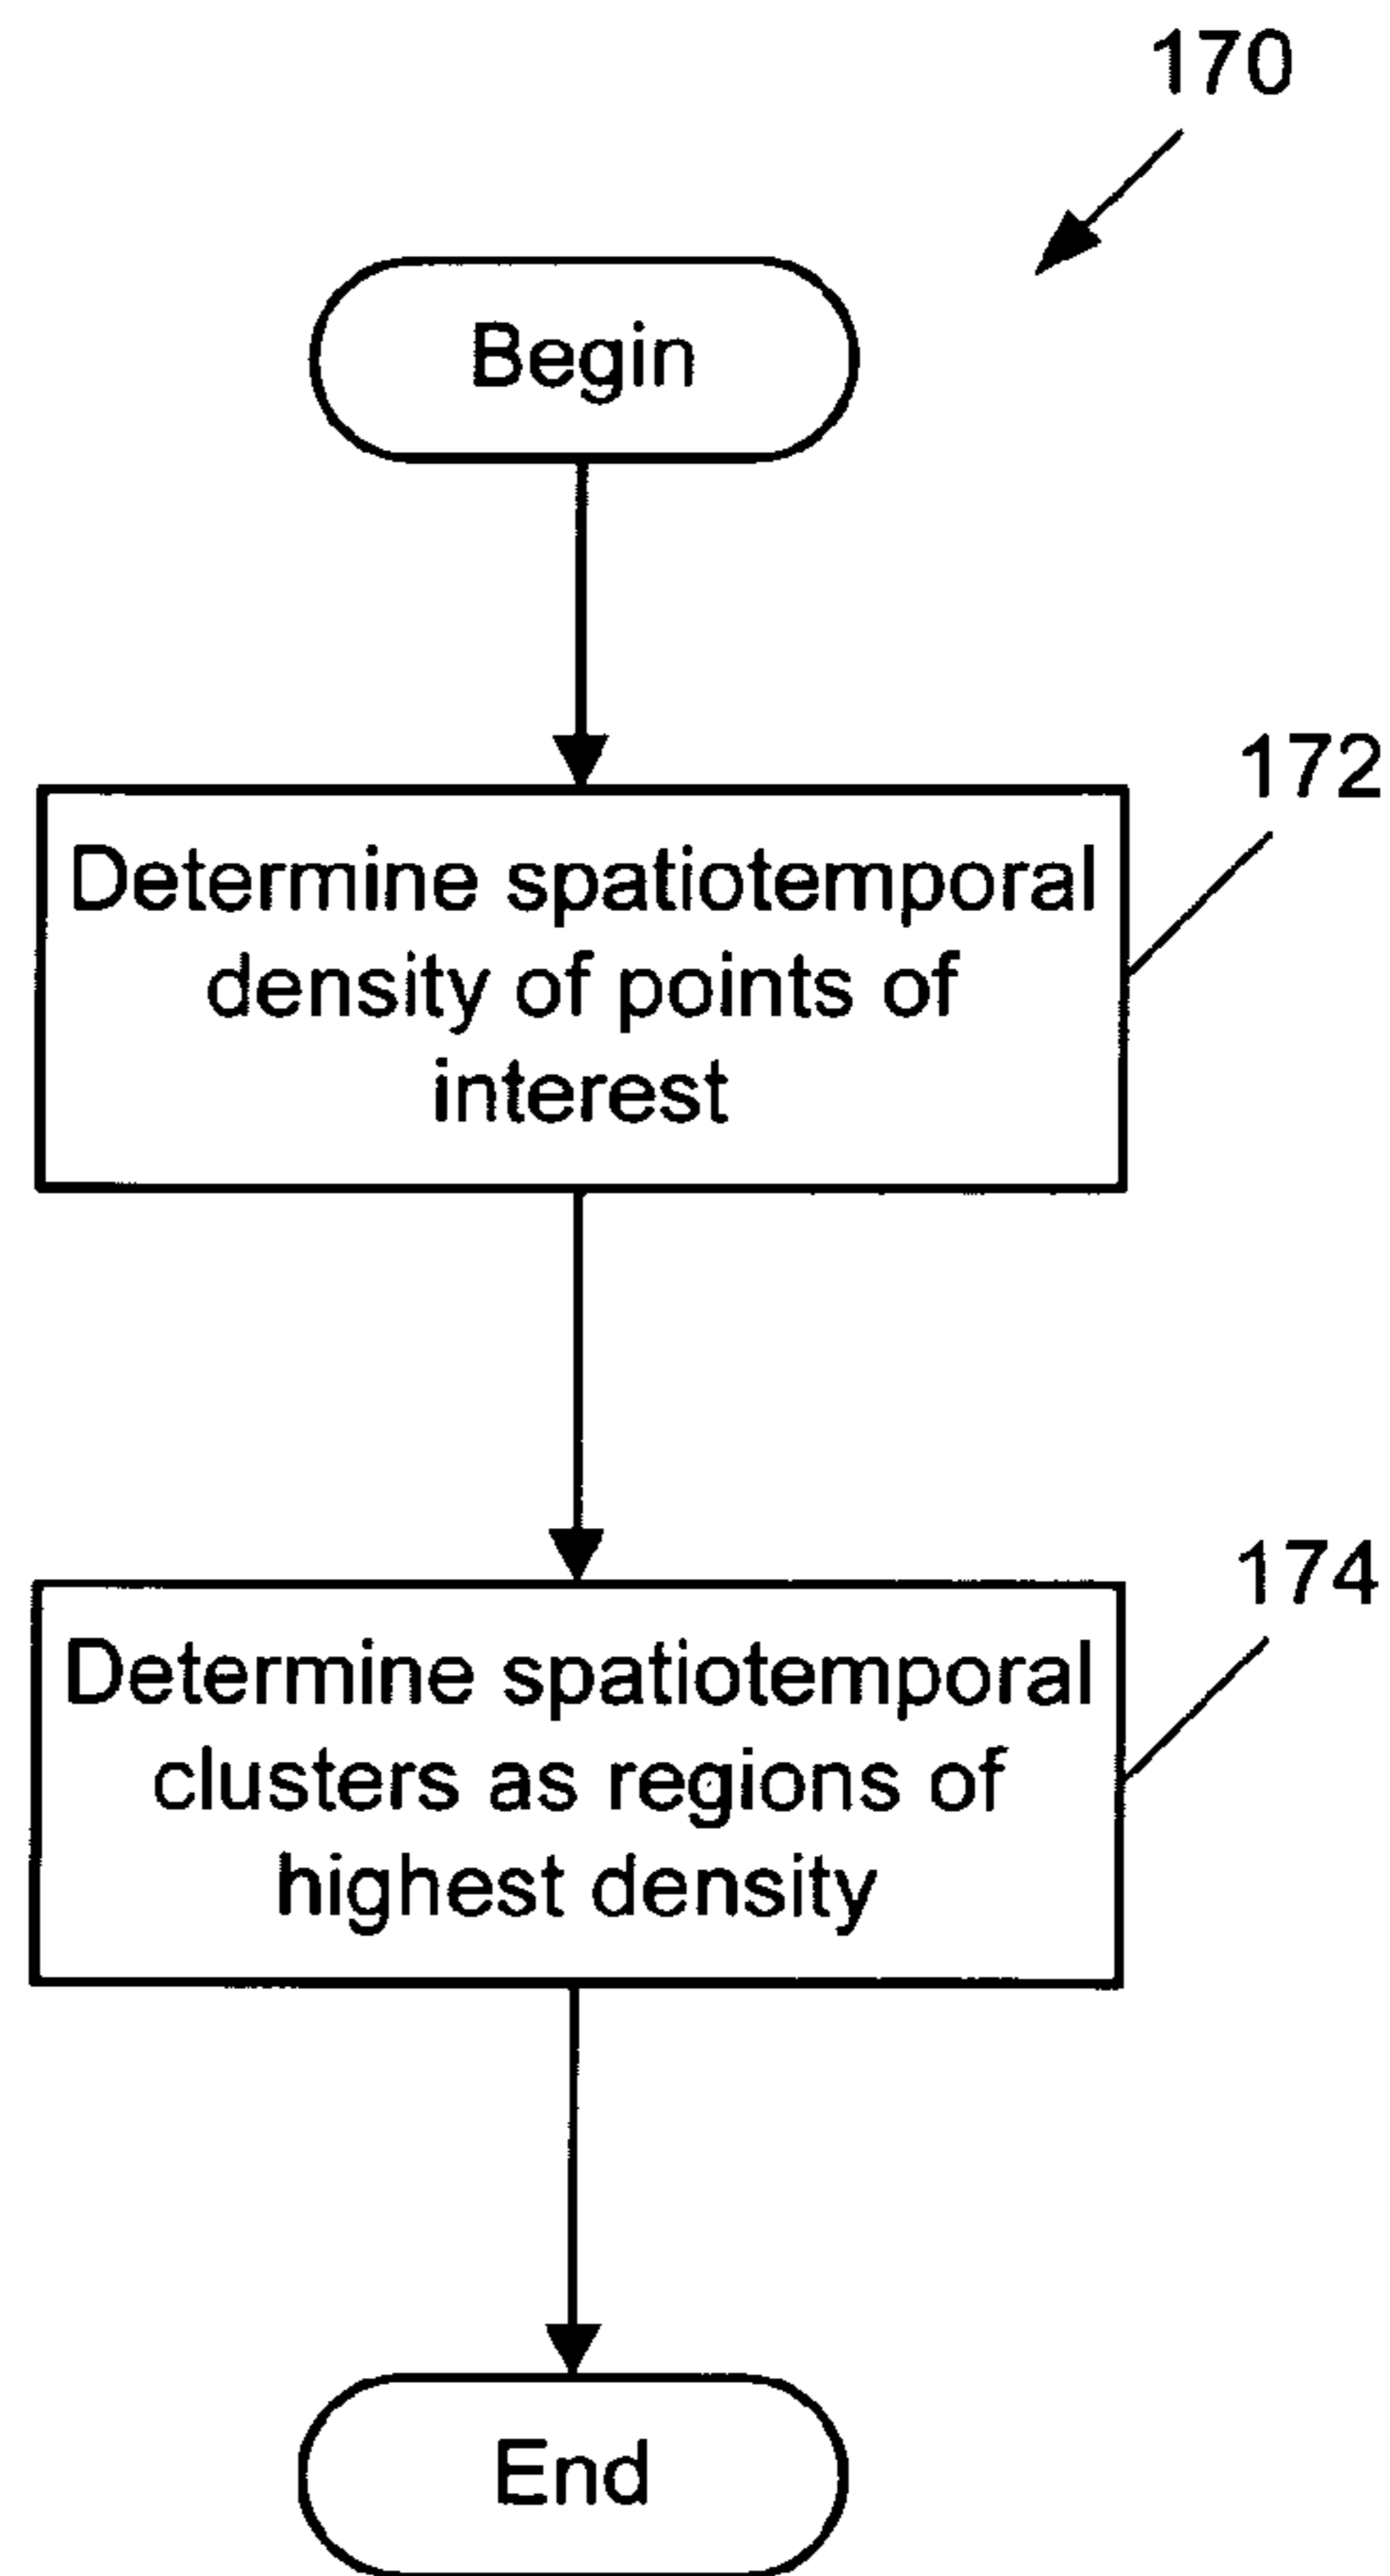 170
Begin
172
Determine spatiotemporal
density of points of
interest
174
Determine spatiotemporal
clusters as regions of
highest density
End